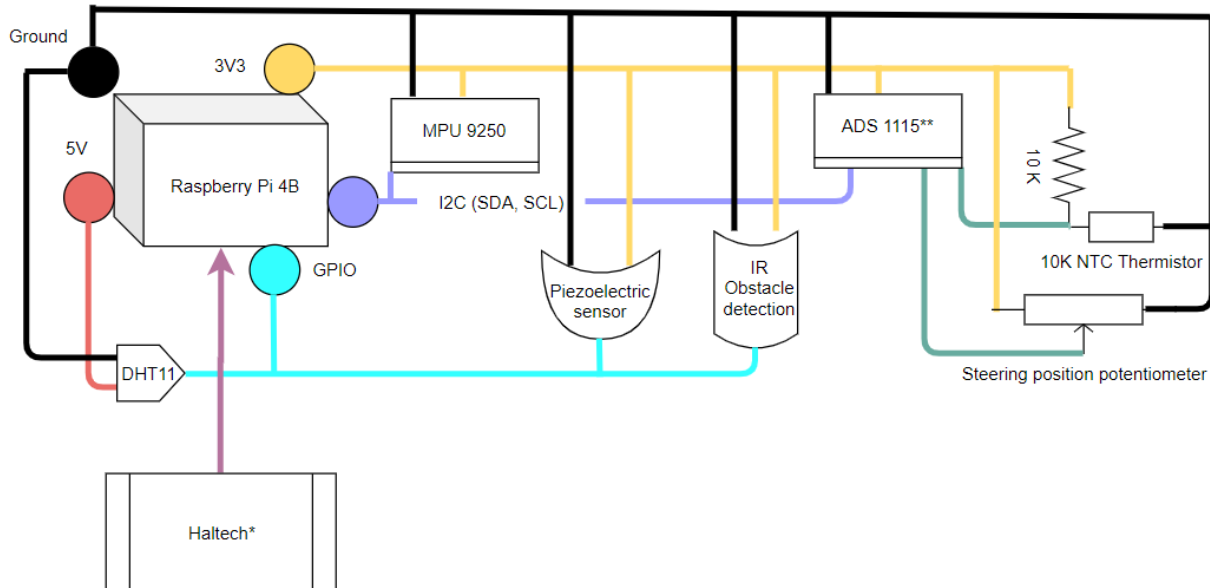 Ground
3V3
MPU 9250
ADS 1115**
5V
10 K
Raspberry Pi 4B
I2C (SDA, SCL)
GPIO
IR
Obstacle
detection
10K NTC Thermistor
Piezoelectric
sensor
DHT11
Steering position potentiometer
Haltech*